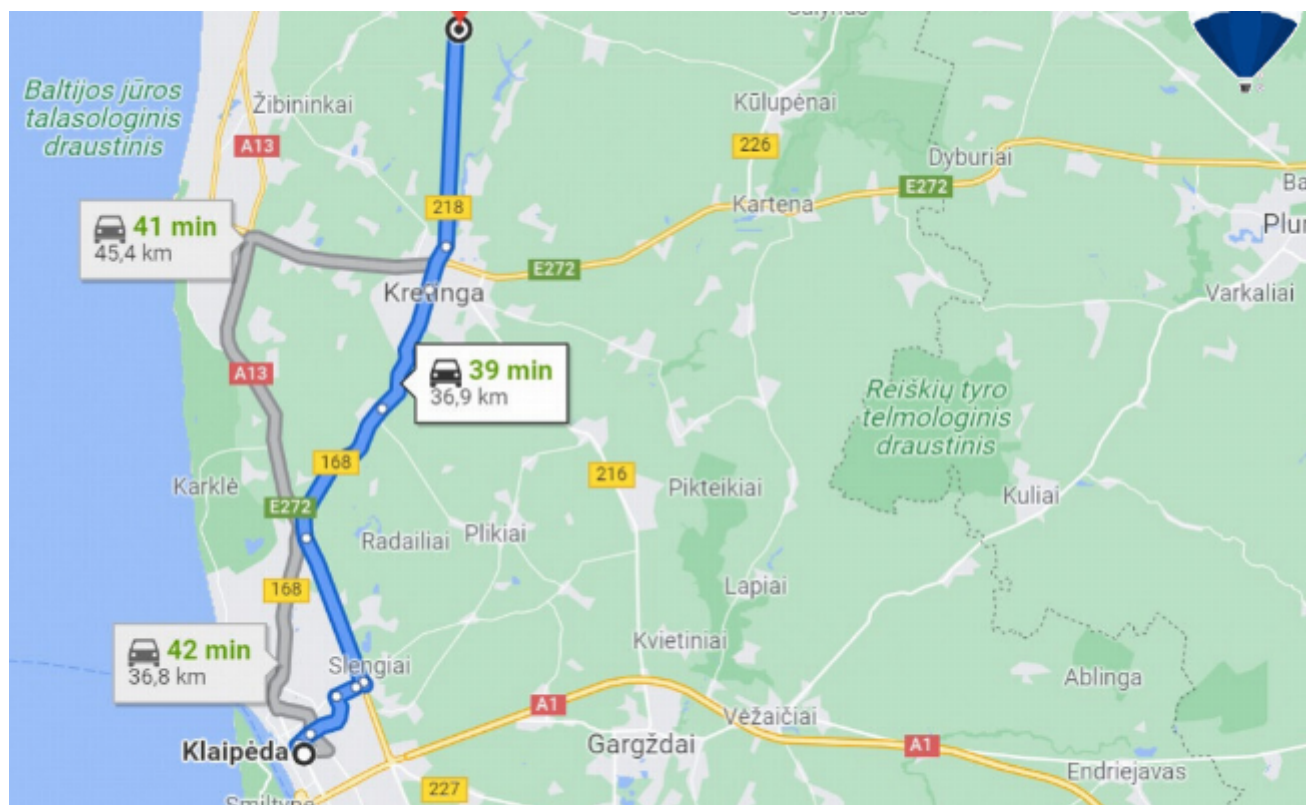 Baltijos jūros
talasologinis
draustinis
Žibininkai
A13
Kūlupėnai
226
Dyburiai
E272
Kartena
218
41 min
45,4 km
E272
Kretinga
Varkaliai
A13
39 min
36,9 km
Reiškių tyro
telmologinis
draustinis
168
216
Pikteikiai
Kuliai
Karklė
E272
Radailiai
Plikiai
168
Lapiai
Kvietiniai
42 min
36,8 km
Slengiai
Ablinga
A1
Vėžaičiai
Klaipėda
Gargždai
A1
Endriejavas
227